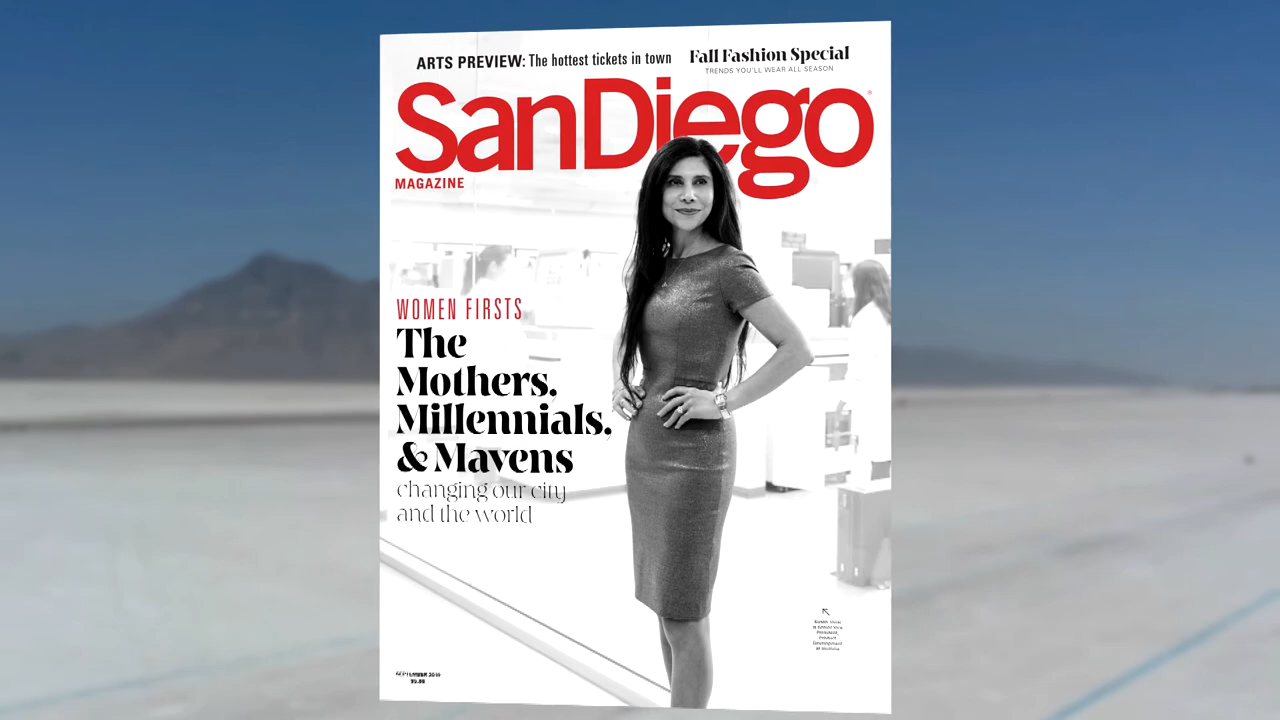 ARTS PREVIEW: The hottest tickets in town
Fall Fashion Special
TRENDS YOU'LL WEAR ALL SEASON
SanDiego
MAGAZINE
WOMEN FIRSTS
The
Mothers,
Millennials,
& Mavens
changing our city
and the world
SEPTEMBER